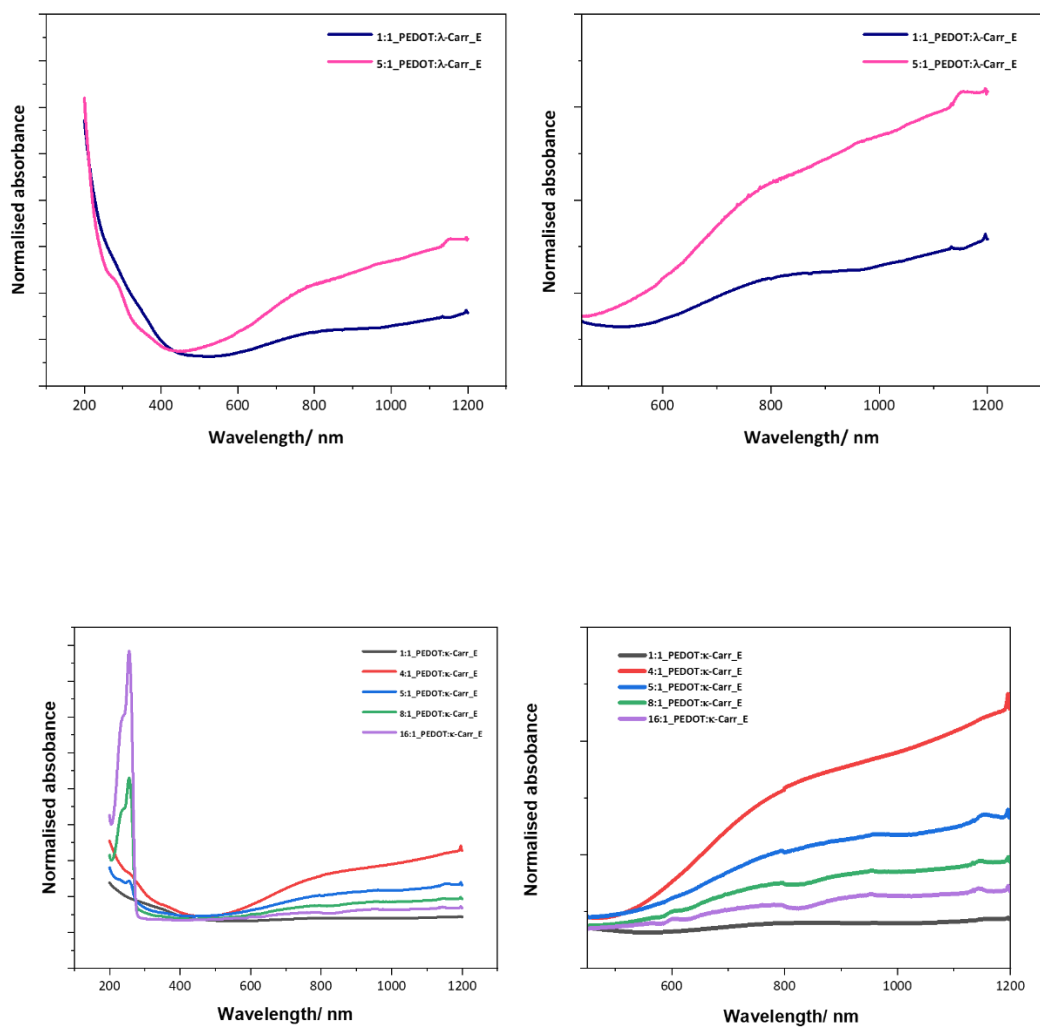 1:1_PEDOT:λ-Carr_E
5:1_PEDOT:λ-Carr_E
Normalised absorbance
200 400 600 800 1000 1200
Wavelength/ nm
1:1_PEDOT:λ-Carr_E
5:1_PEDOT:λ-Carr_E
Normalised absobance
600 800 1000 1200
Wavelength/ nm
1:1_PEDOT:κ-Carr_E
4:1_PEDOT:κ-Carr_E
5:1_PEDOT:κ-Carr_E
8:1_PEDOT:κ-Carr_E
16:1_PEDOT:κ-Carr_E
Normalised absobance
200 400 600 800 1000 1200
Wavelength/ nm
1:1_PEDOT:κ-Carr_E
4:1_PEDOT:κ-Carr_E
5:1_PEDOT:κ-Carr_E
8:1_PEDOT:κ-Carr_E
16:1_PEDOT:κ-Carr_E
Normalised absobance
600 800 1000 1200
Wavelength/ nm